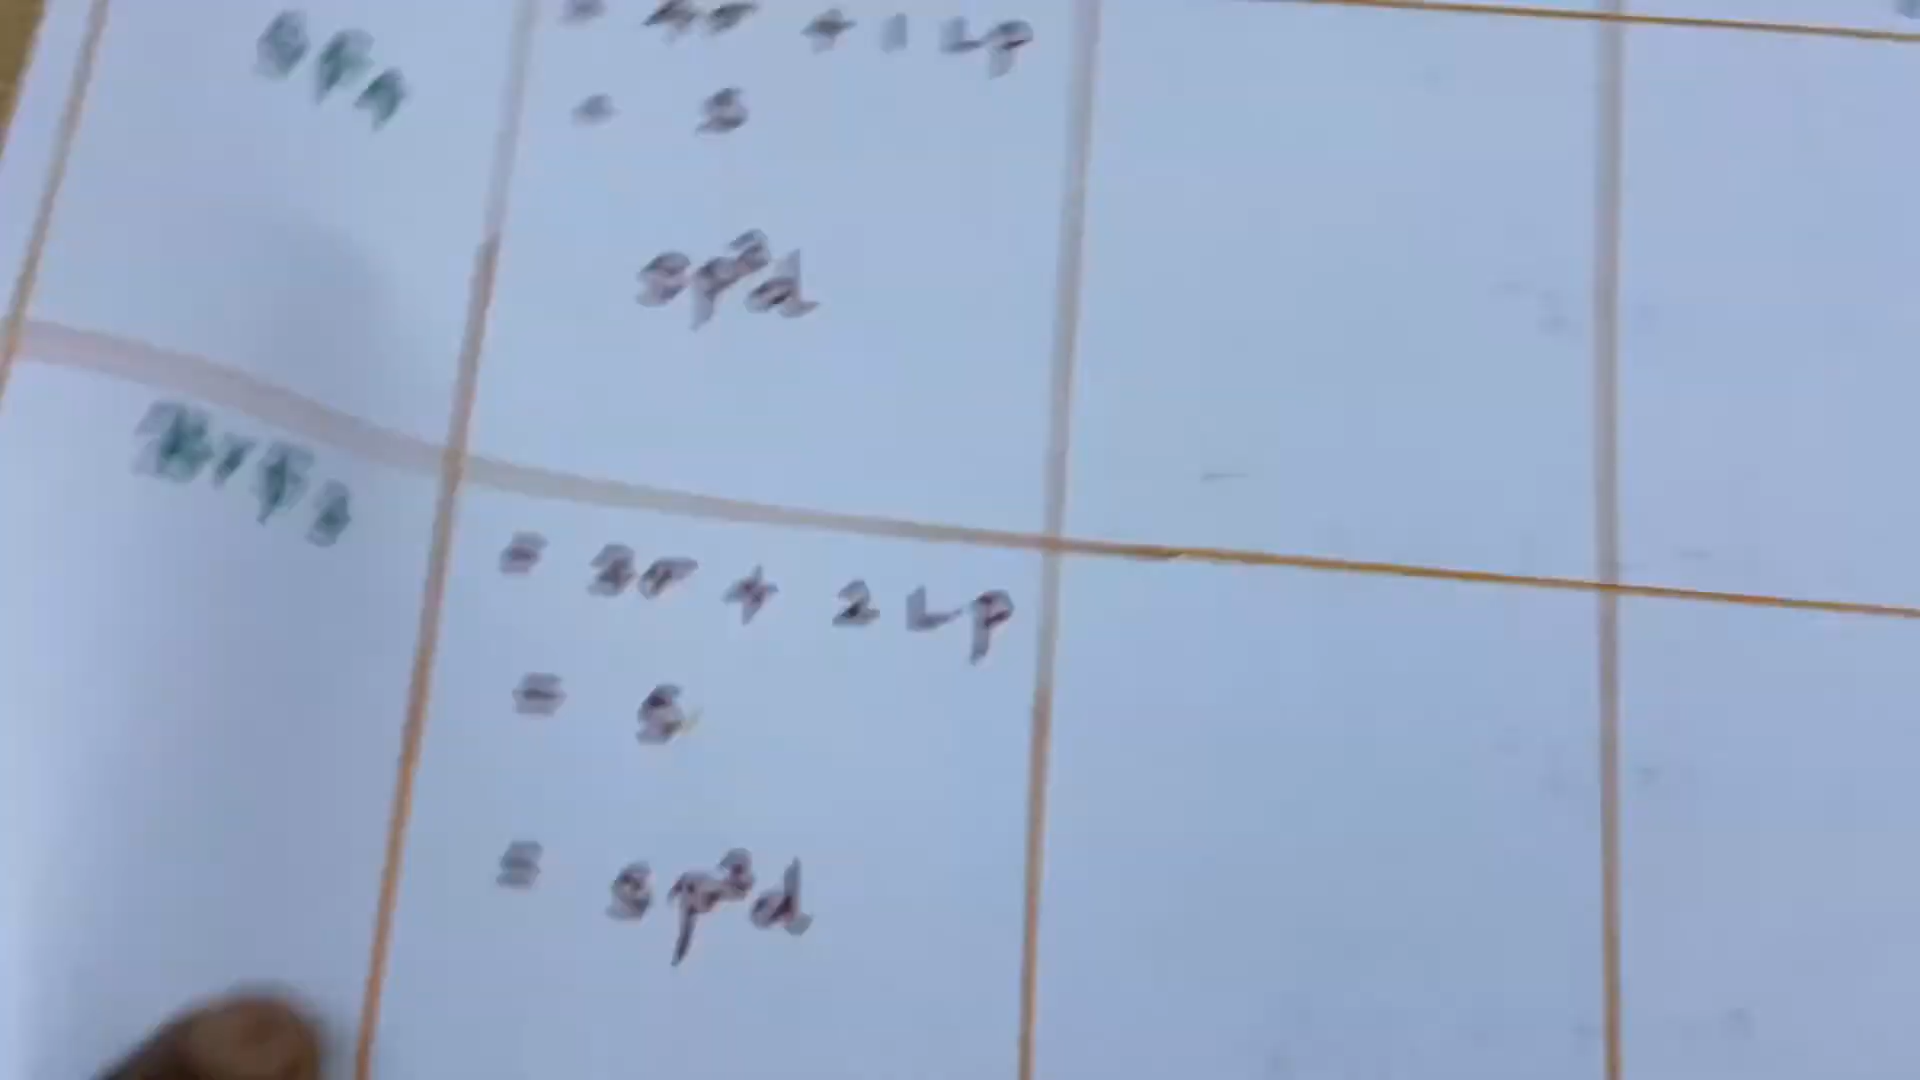 SF4
= 4σ + 1 Lp
= 5
sp³d
BrF3
= 3σ + 2 Lp
= 5
= sp³d